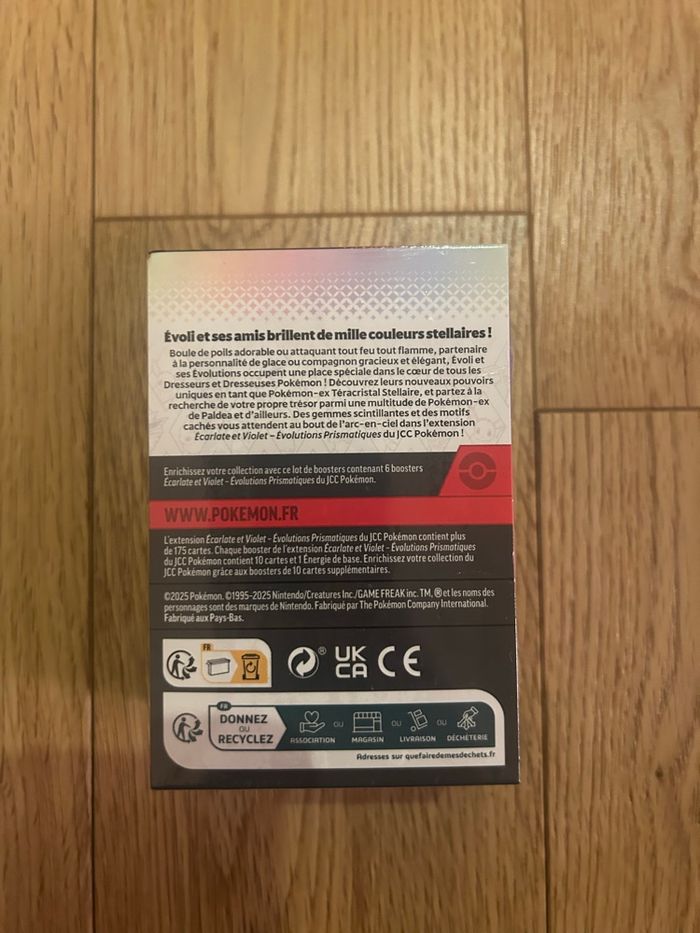 Évoli et ses amis brillent de mille couleurs stellaires !
Boule de poils adorable ou attaquant tout feu tout flamme, partenaire
à la personnalité de glace ou compagnon gracieux et élégant, Évoli et
ses Évolutions occupent une place spéciale dans le cœur de tous les
Dresseurs et Dresseuses Pokémon ! Découvrez leurs nouveaux pouvoirs
uniques en tant que Pokémon-ex Téracristal Stellaire, et partez à la
recherche de votre propre trésor parmi une multitude de Pokémon-ex
de Paldea et d'ailleurs. Des gemmes scintillantes et des motifs
cachés vous attendent au bout de l'arc-en-ciel dans l'extension
Écarlate et Violet – Évolutions Prismatiques du JCC Pokémon !
Enrichissez votre collection avec ce lot de boosters contenant 6 boosters
Écarlate et Violet – Évolutions Prismatiques du JCC Pokémon.
WWW.POKEMON.FR
L'extension Écarlate et Violet – Évolutions Prismatiques du JCC Pokémon contient plus
de 175 cartes. Chaque booster de l'extension Écarlate et Violet – Évolutions Prismatiques
du JCC Pokémon contient 10 cartes et 1 Énergie de base. Enrichissez votre collection du
JCC Pokémon grâce aux boosters de 10 cartes supplémentaires.
©2025 Pokémon. ©1995-2025 Nintendo/Creatures Inc./GAME FREAK inc. TM, ® et les noms des
personnages sont des marques de Nintendo. Fabriqué par The Pokémon Company International.
Fabriqué aux Pays-Bas.
FR
® UK
CA CE
FR
DONNEZ
OU
RECYCLEZ
ASSOCIATION OU MAGASIN OU LIVRAISON OU DÉCHÈTERIE
Adresses sur quefairedemesdechets.fr